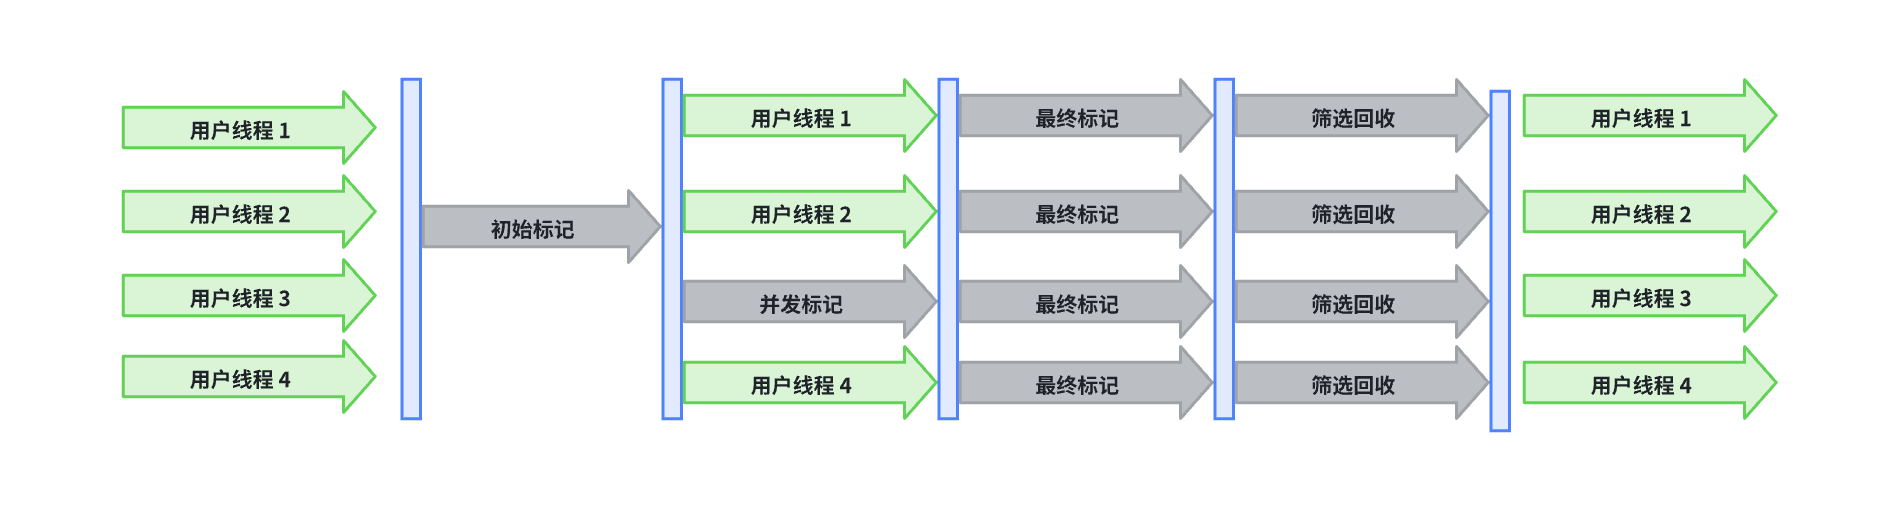 用户线程 1
用户线程 2
用户线程 3
用户线程 4
初始标记
用户线程 1
用户线程 2
并发标记
用户线程 4
最终标记
最终标记
最终标记
最终标记
筛选回收
筛选回收
筛选回收
筛选回收
用户线程 1
用户线程 2
用户线程 3
用户线程 4